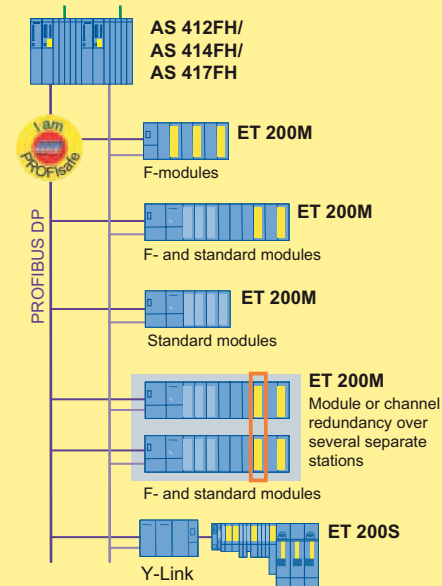 AS 412FH/
AS 414FH/
AS 417FH
I am
PROFIsafe
ET 200M
F-modules
PROFIBUS DP
ET 200M
F- and standard modules
ET 200M
Standard modules
ET 200M
Module or channel
redundancy over
several separate
stations
F- and standard modules
ET 200S
Y-Link